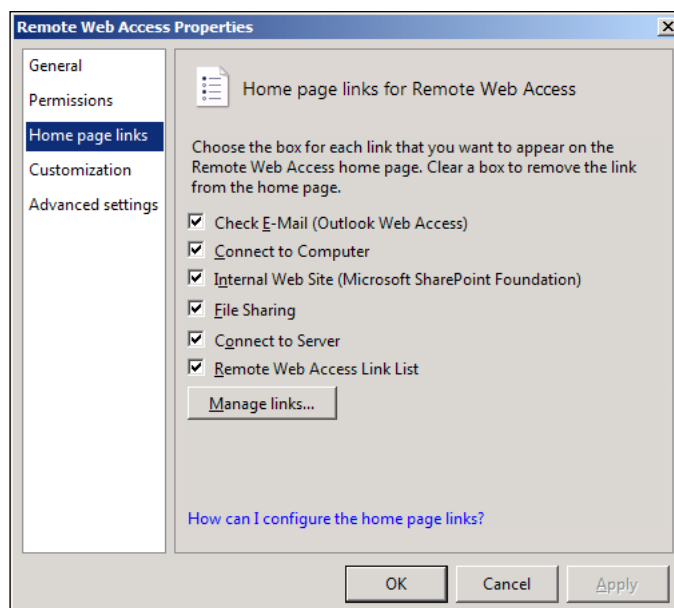 Remote Web Access Properties
General
Permissions
Home page links
Customization
Advanced settings
Home page links for Remote Web Access
Choose the box for each link that you want to appear on the
Remote Web Access home page. Clear a box to remove the link
from the home page.
Check E-Mail (Outlook Web Access)
Connect to Computer
Internal Web Site (Microsoft SharePoint Foundation)
File Sharing
Connect to Server
Remote Web Access Link List
Manage links...
How can I configure the home page links?
OK
Cancel
Apply